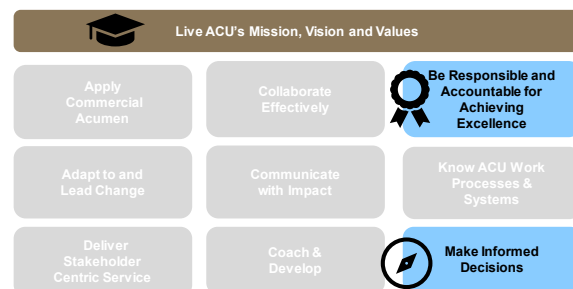 Live ACU's Mission, Vision and Values
Apply
Commercial
Acumen
Collaborate
Effectively
Be Responsible and
Accountable for
Achieving
Excellence
Adapt to and
Lead Change
Communicate
with Impact
Know ACU Work
Processes &
Systems
Deliver
Stakeholder
Centric Service
Coach &
Develop
Make Informed
Decisions